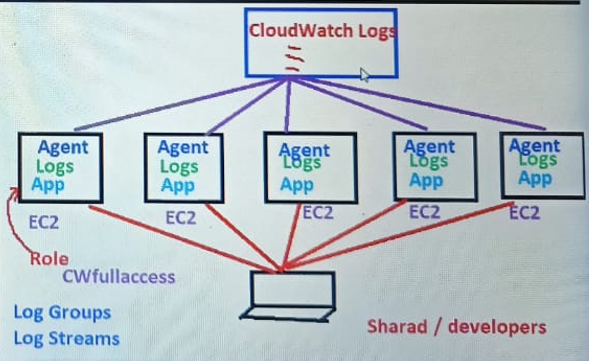 CloudWatch Logs
Agent
Logs
App
Agent
Logs
App
Agent
Logs
App
Agent
Logs
App
Agent
Logs
App
EC2
EC2
EC2
EC2
EC2
Role
CWfullaccess
Log Groups
Log Streams
Sharad / developers